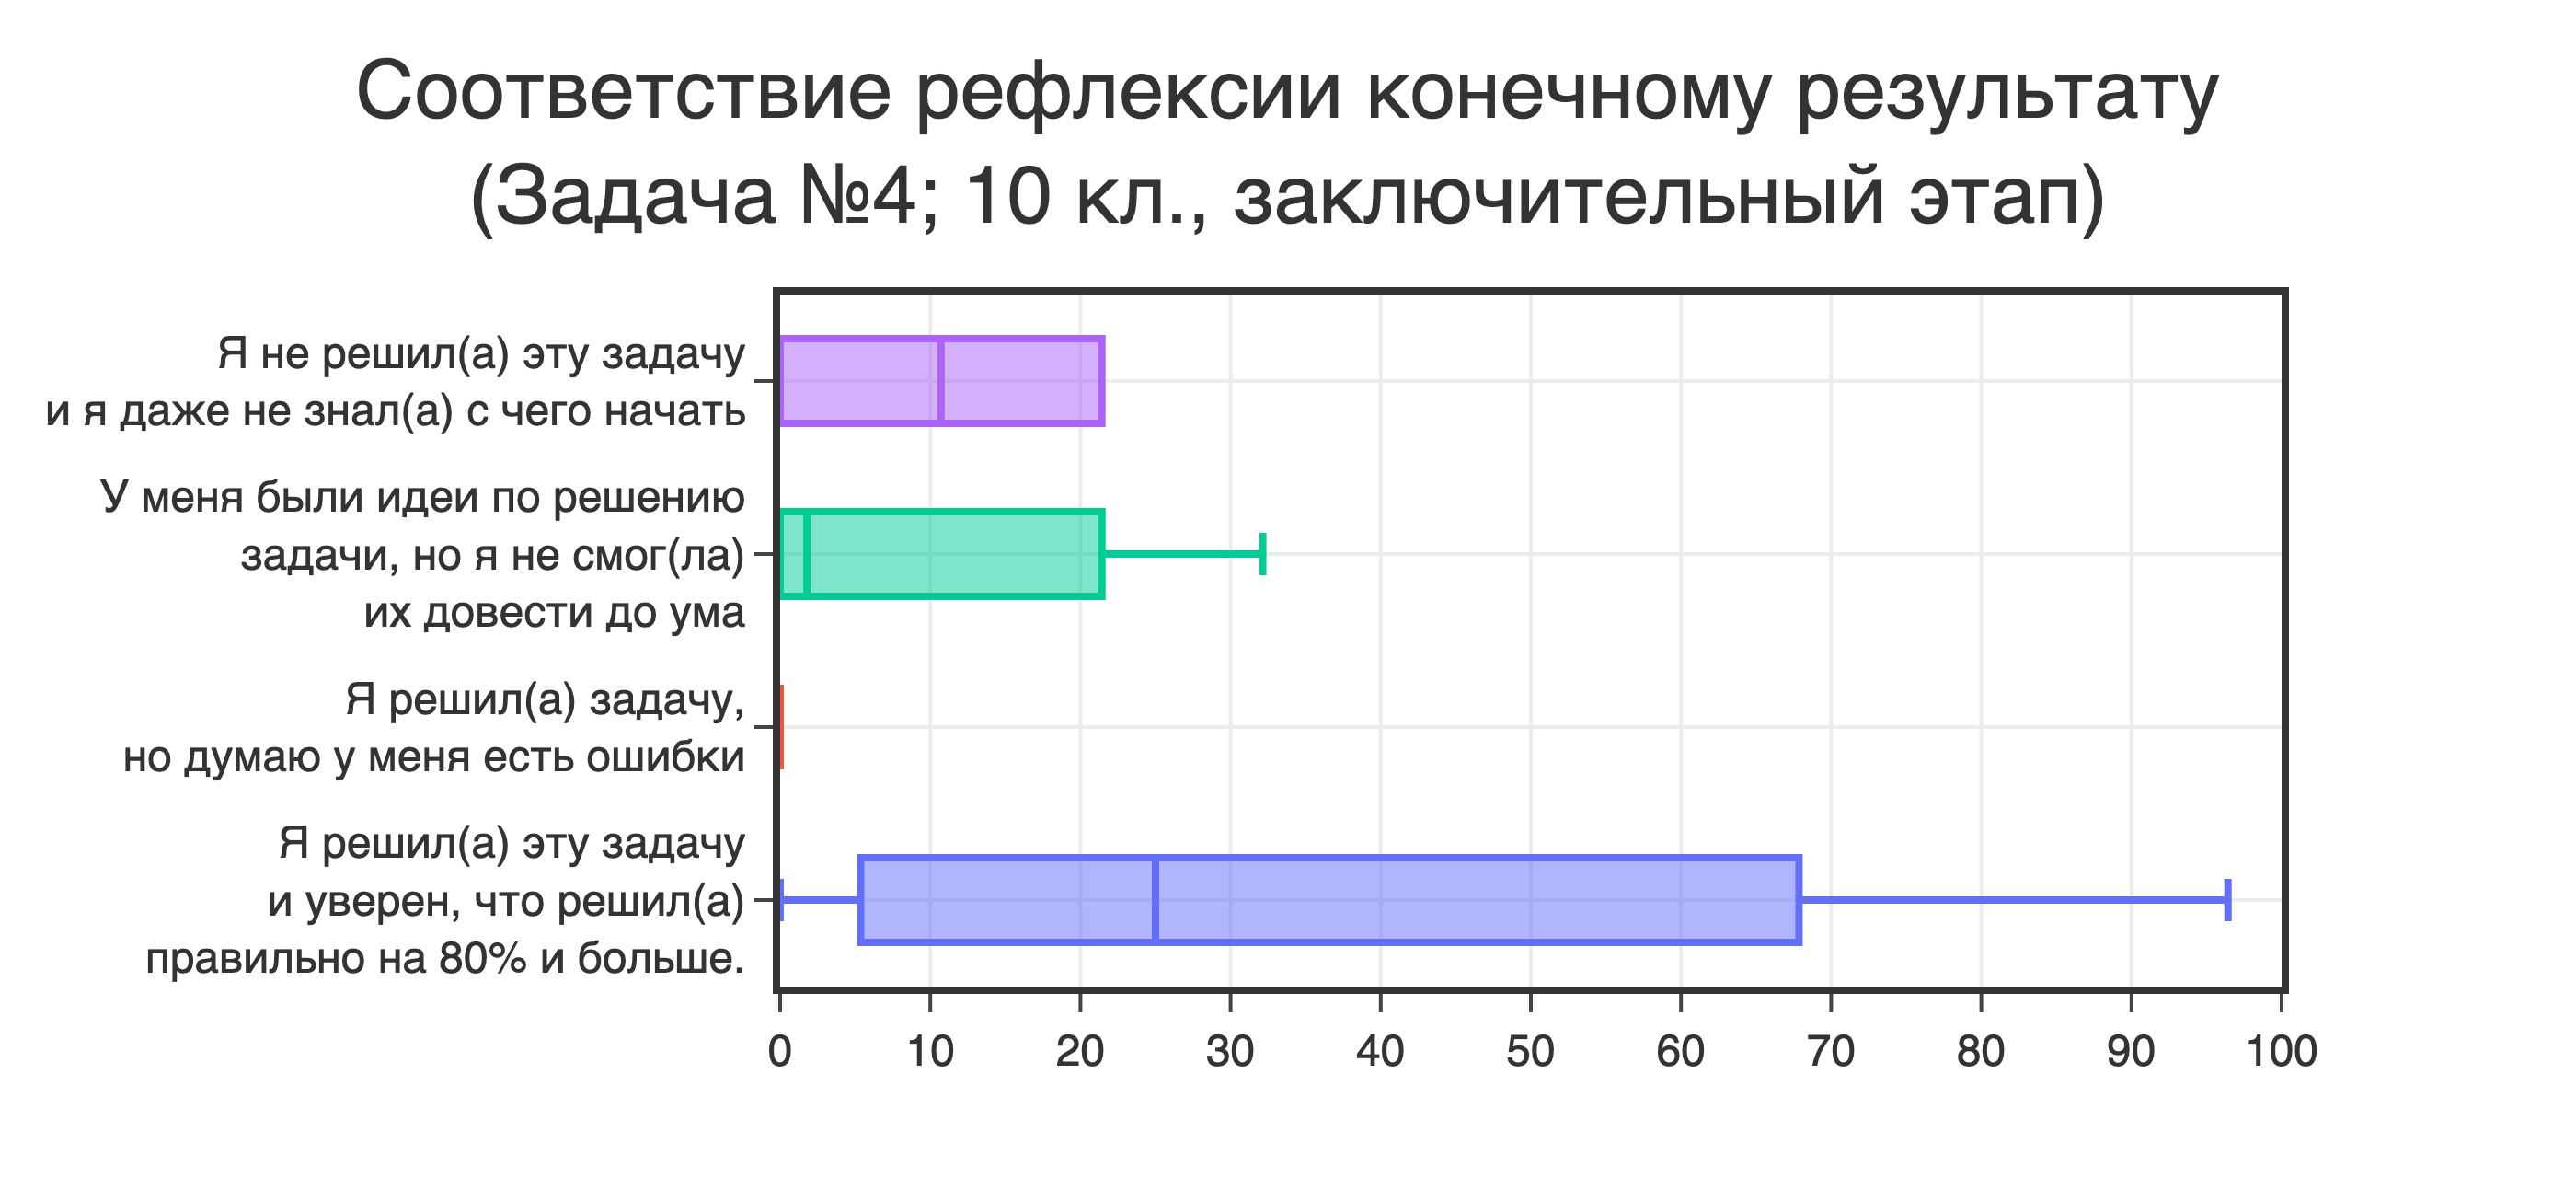 Соответствие рефлексии конечному результату
(Задача №4; 10 кл., заключительный этап)
Я не решил(а) эту задачу
и я даже не знал(а) с чего начать
У меня были идеи по решению
задачи, но я не смог(ла)
их довести до ума
Я решил(а) задачу,
но думаю у меня есть ошибки
Я решил(а) эту задачу
и уверен, что решил(а)
правильно на 80% и больше.
0 10 20 30 40 50 60 70 80 90 100